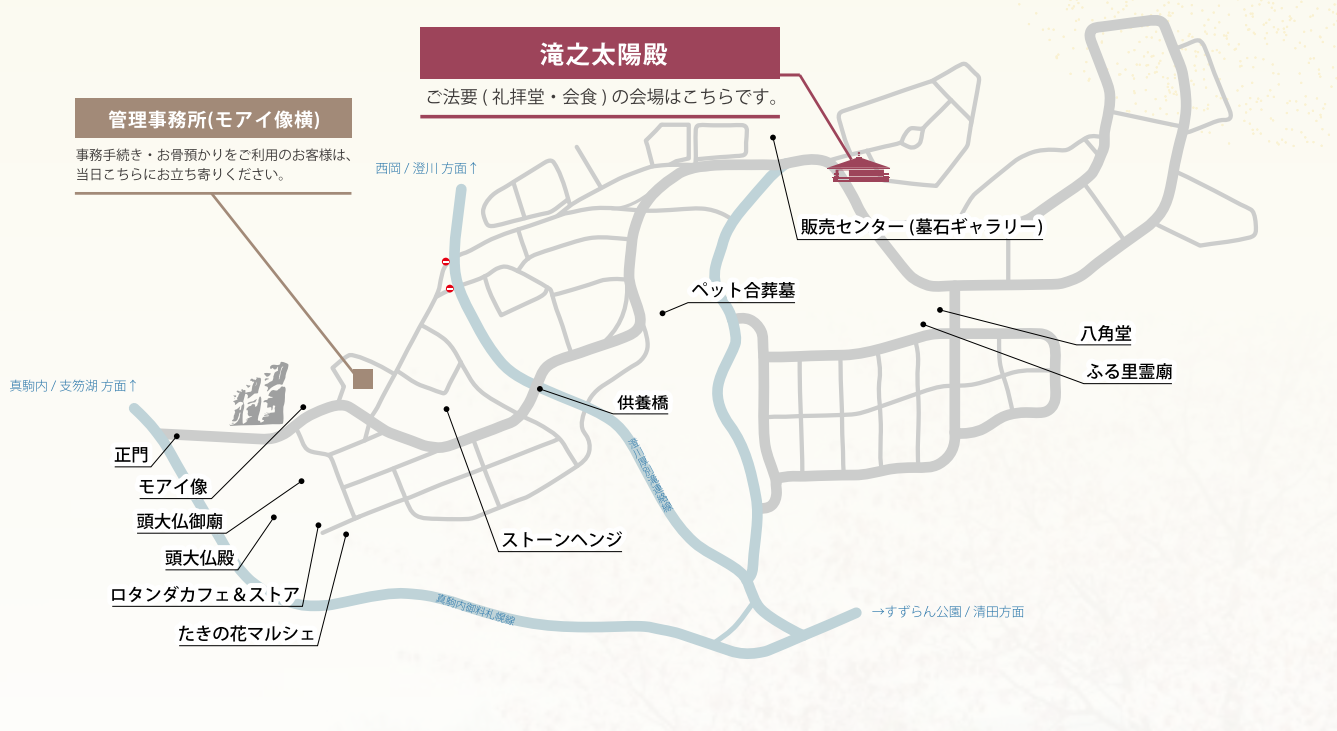 滝之太陽殿
ご法要 ( 礼拝堂・会食 ) の会場はこちらです。
管理事務所(モアイ像横)
事務手続き・お骨預かりをご利用のお客様は、
当日こちらにお立ち寄りください。
西岡 / 澄川 方面↑
販売センター (墓石ギャラリー)
ペット合葬墓
八角堂
ふる里霊廟
真駒内 / 支笏湖 方面↑
供養橋
正門
モアイ像
頭大仏御廟
頭大仏殿
ロタンダカフェ＆ストア
たきの花マルシェ
ストーンヘンジ
澄川厚別滝連絡線
真駒内御料札幌線
→すずらん公園 / 清田方面